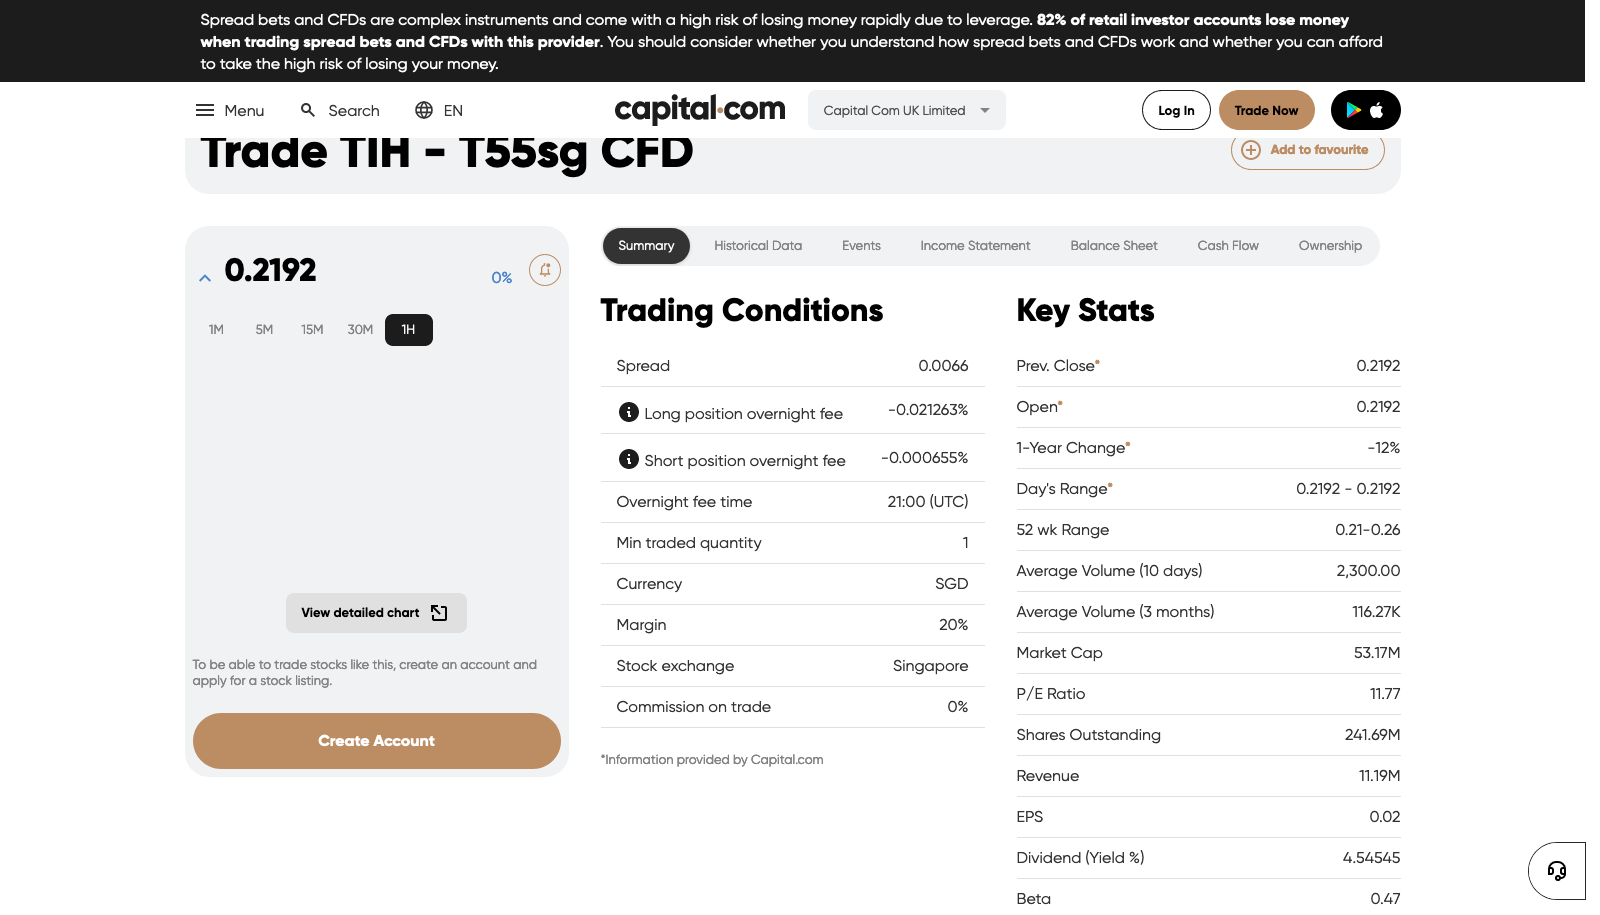 Spread bets and CFDs are complex instruments and come with a high risk of losing money rapidly due to leverage. 82% of retail investor accounts lose money
when trading spread bets and CFDs with this provider. You should consider whether you understand how spread bets and CFDs work and whether you can afford
to take the high risk of losing your money.
Menu
Search
EN
capital.com
Capital Com UK Limited
Log In
Trade Now
Trade TIH - T55sg CFD
Add to favourite
0.2192
0%
1M 5M 15M 30M 1H
View detailed chart
To be able to trade stocks like this, create an account and
apply for a stock listing.
Create Account
Summary Historical Data Events Income Statement Balance Sheet Cash Flow Ownership
Trading Conditions
Spread 0.0066
Long position overnight fee -0.021263%
Short position overnight fee -0.000655%
Overnight fee time 21:00 (UTC)
Min traded quantity 1
Currency SGD
Margin 20%
Stock exchange Singapore
Commission on trade 0%
*Information provided by Capital.com
Key Stats
Prev. Close* 0.2192
Open* 0.2192
1-Year Change* -12%
Day's Range* 0.2192 - 0.2192
52 wk Range 0.21-0.26
Average Volume (10 days) 2,300.00
Average Volume (3 months) 116.27K
Market Cap 53.17M
P/E Ratio 11.77
Shares Outstanding 241.69M
Revenue 11.19M
EPS 0.02
Dividend (Yield %) 4.54545
Beta 0.47